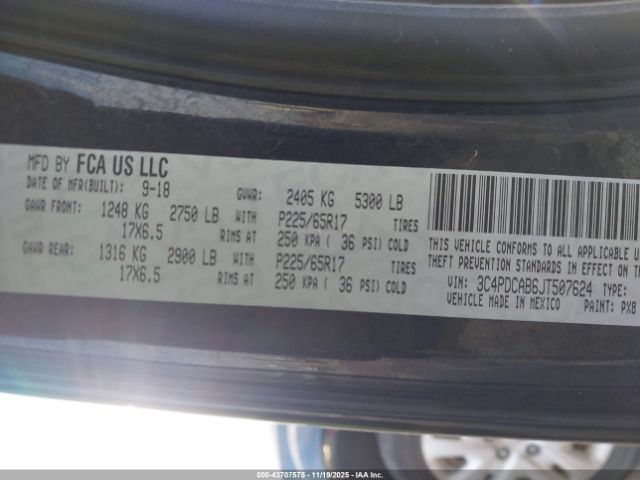 MFD BY FCA US LLC
DATE OF MFR(BUILT): 9-18 GVWR: 2405 KG 5300 LB
GAWR FRONT: 1248 KG 2750 LB WITH P225/65R17 TIRES
17X6.5 RIMS AT 250 KPA ( 36 PSI) COLD
GAWR REAR: 1316 KG 2900 LB WITH P225/65R17 TIRES
17X6.5 RIMS AT 250 KPA ( 36 PSI) COLD
THIS VEHICLE CONFORMS TO ALL APPLICABLE
THEFT PREVENTION STANDARDS IN EFFECT ON
VIN: 3C4PDCAB6JT507624 TYPE:
VEHICLE MADE IN MEXICO PAINT: PX8
00-43707575 - 11/19/2025 - IAA Inc.